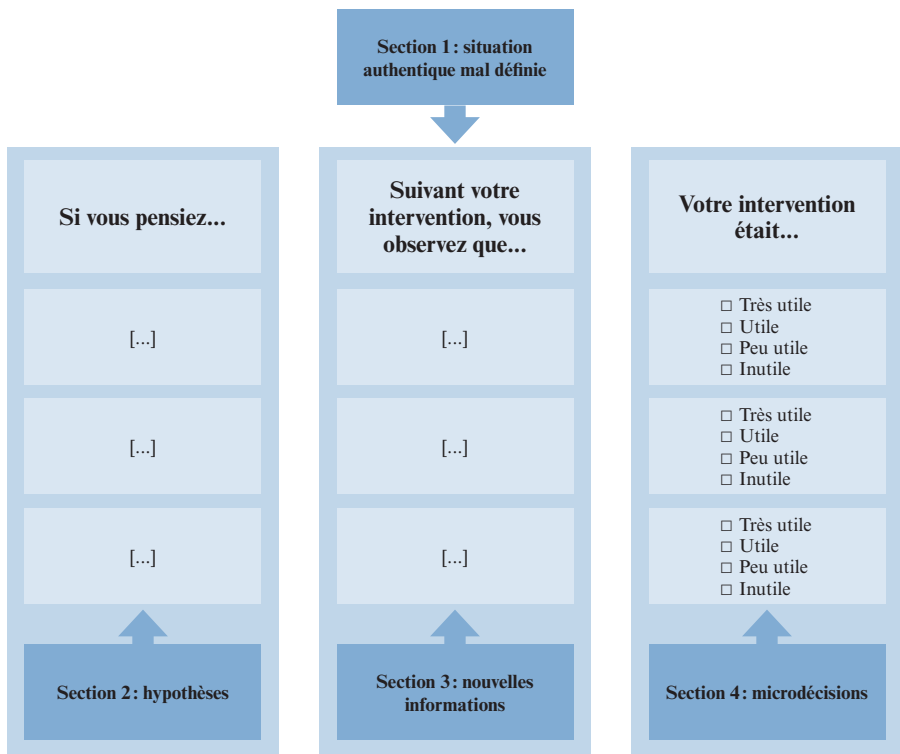 Section 1 : situation
authentique mal définie
Si vous pensiez...
Suivant votre
intervention, vous
observez que...
Votre intervention
était...
[...]
[...]
□ Très utile
□ Utile
□ Peu utile
□ Inutile
[...]
[...]
□ Très utile
□ Utile
□ Peu utile
□ Inutile
[...]
[...]
□ Très utile
□ Utile
□ Peu utile
□ Inutile
Section 2 : hypothèses
Section 3 : nouvelles
informations
Section 4 : microdécisions